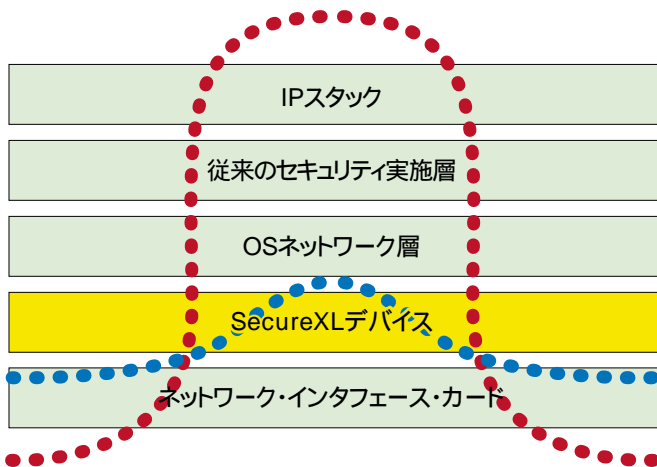 IPスタック
従来のセキュリティ実施層
OSネットワーク層
SecureXLデバイス
ネットワーク・インタフェース・カード